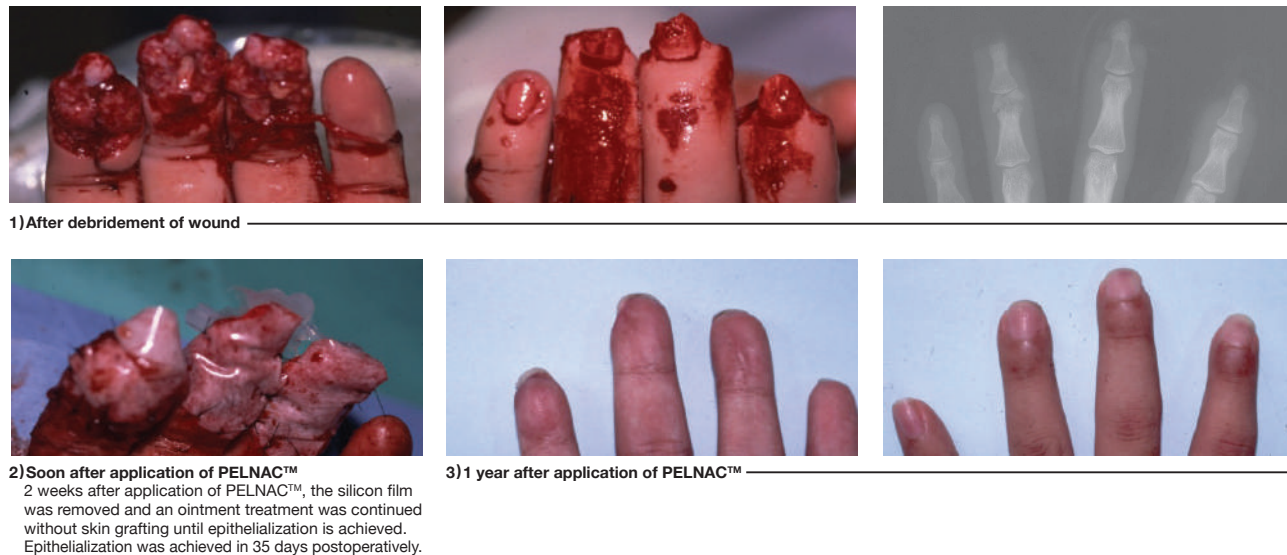 1)After debridement of wound
2)Soon after application of PELNAC™
2 weeks after application of PELNAC™, the silicon film
was removed and an ointment treatment was continued
without skin grafting until epithelialization is achieved.
Epithelialization was achieved in 35 days postoperatively.
3)1 year after application of PELNAC™